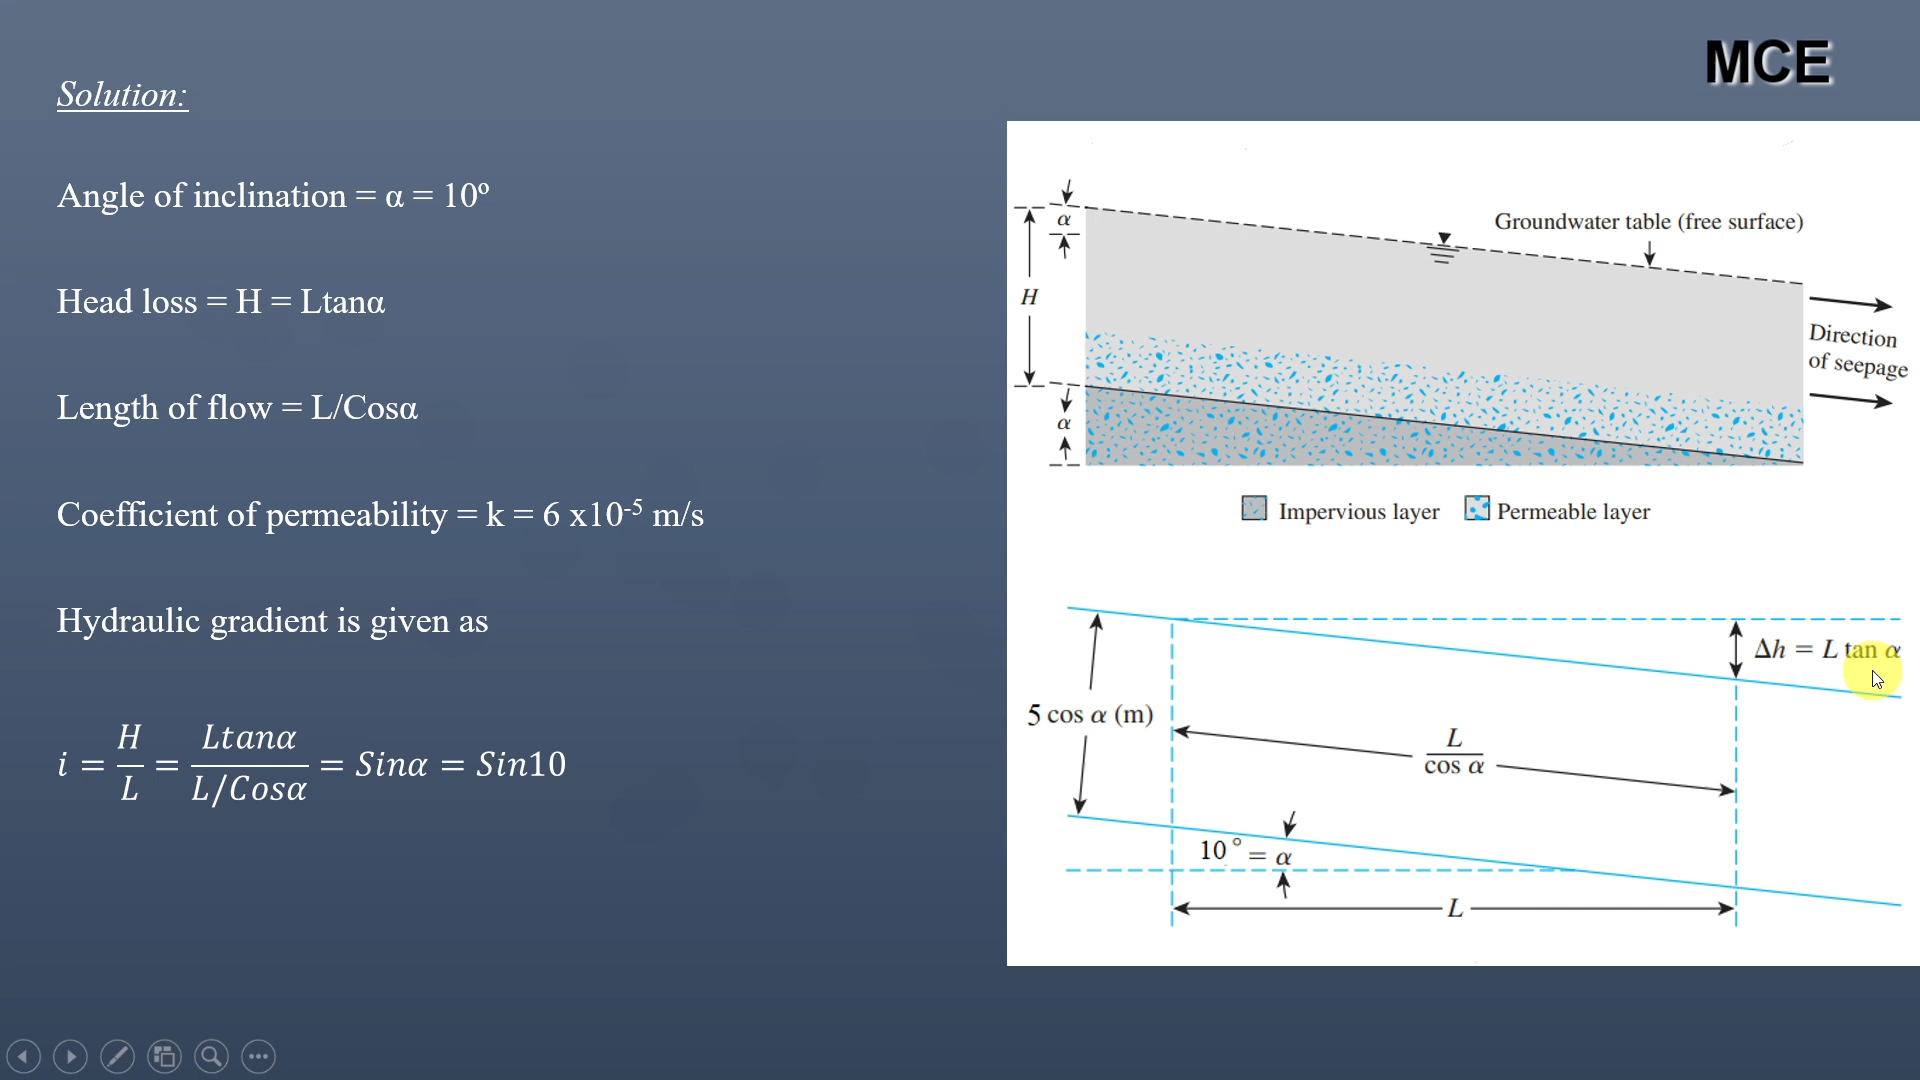 MCE
Solution:
Angle of inclination = α = 10º
Head loss = H = Ltanα
Length of flow = L/Cosα
Coefficient of permeability = k = 6 x10⁻⁵ m/s
Hydraulic gradient is given as
i = H/L = Ltanα/L/Cosα = Sinα = Sin10
α
Groundwater table (free surface)
H
Direction
of seepage
α
Impervious layer Permeable layer
Δh = L tan α
5 cos α (m)
L/cos α
10° = α
L